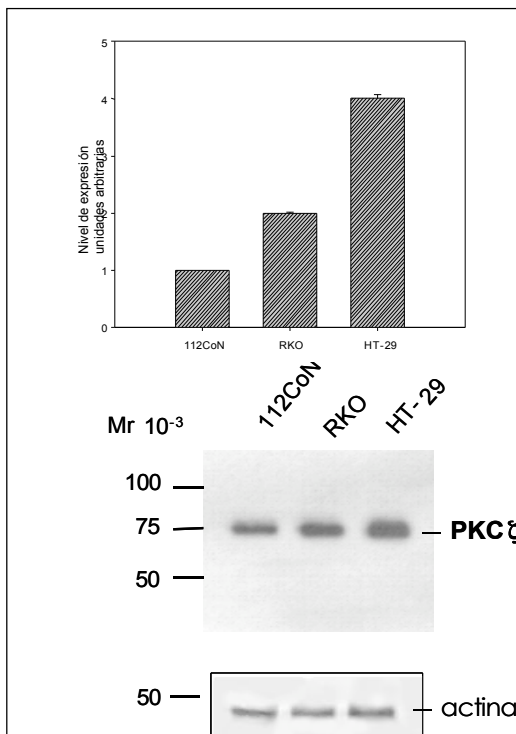 5
4
3
2
1
0
Nivel de expresión
unidades arbitrarias
112CoN RKO HT-29
112CoN RKO HT-29
Mr 10-3
100
75
PKC ζ
50
50
actina